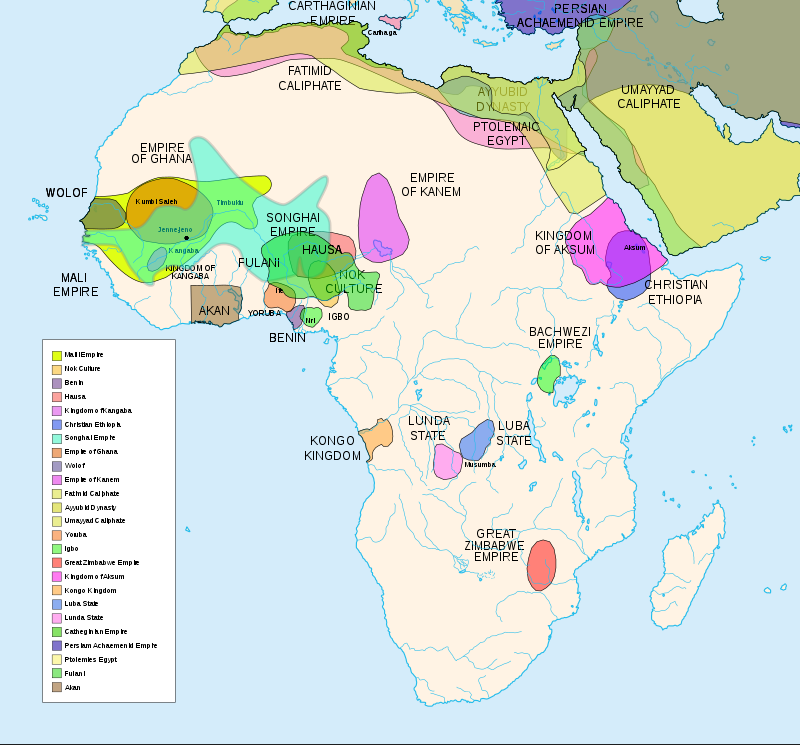 CARTHAGINIAN
EMPIRE
Carthage
PERSIAN
ACHAEMENID EMPIRE
FATIMID
CALIPHATE
AYYUBID
DYNASTY
UMAYYAD
CALIPHATE
PTOLEMAIC
EGYPT
EMPIRE
OF GHANA
WOLOF
Kumbi Saleh
Timbuktu
EMPIRE
OF KANEM
SONGHAI
EMPIRE
Jenne-jeno
Kangaba
KINGDOM
OF AKSUM
Aksum
HAUSA
FULANI
KINGDOM OF
KANGABA
NOK
CULTURE
MALI
EMPIRE
CHRISTIAN
ETHIOPIA
Ife
AKAN
YORUBA
Nri
IGBO
BENIN
BACHWEZI
EMPIRE
LUNDA
STATE
LUBA
STATE
KONGO
KINGDOM
Musumba
GREAT
ZIMBABWE
EMPIRE
Mali Empire
Nok Culture
Benin
Hausa
Kingdom of Kangaba
Christian Ethiopia
Songhai Empire
Empire of Ghana
Wolof
Empire of Kanem
Fatimid Caliphate
Ayyubid Dynasty
Umayyad Caliphate
Yoruba
Igbo
Great Zimbabwe Empire
Kingdom of Aksum
Kongo Kingdom
Luba State
Lunda State
Catheginian Empire
Persiam Achaemenid Empire
Ptolemies Egypt
Fulani
Akan